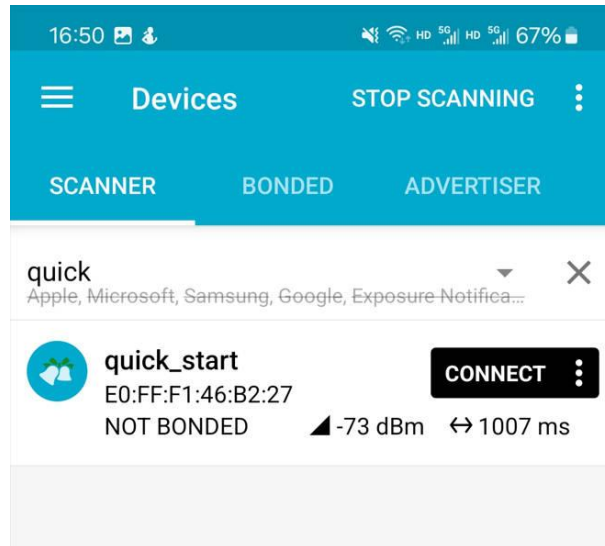 16:50 HD 5G HD 5G 67%
Devices STOP SCANNING
SCANNER BONDED ADVERTISER
quick
Apple, Microsoft, Samsung, Google, Exposure Notifica...
quick_start CONNECT
E0:FF:F1:46:B2:27
NOT BONDED -73 dBm ↔ 1007 ms